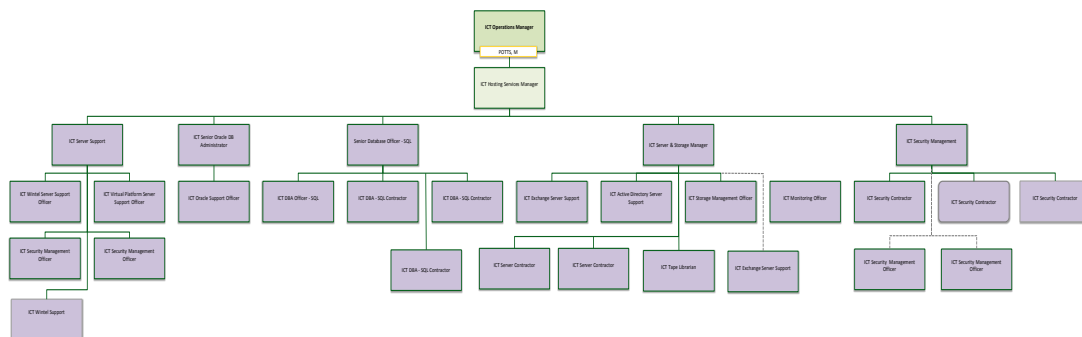 ICT Operations Manager
POTTS, M
ICT Hosting Services Manager
ICT Server Support
ICT Senior Oracle DB
Administrator
Senior Database Officer - SQL
ICT Server & Storage Manager
ICT Security Management
ICT Wintel Server Support
Officer
ICT Virtual Platform Server
Support Officer
ICT Oracle Support Officer
ICT DBA Officer - SQL
ICT DBA - SQL Contractor
ICT DBA - SQL Contractor
ICT Exchange Server Support
ICT Active Directory Server
Support
ICT Storage Management Officer
ICT Monitoring Officer
ICT Security Contractor
ICT Security Contractor
ICT Security Contractor
ICT Security Management
Officer
ICT Security Management
Officer
ICT DBA - SQL Contractor
ICT Server Contractor
ICT Server Contractor
ICT Tape Librarian
ICT Exchange Server Support
ICT Security Management
Officer
ICT Security Management
Officer
ICT Wintel Support